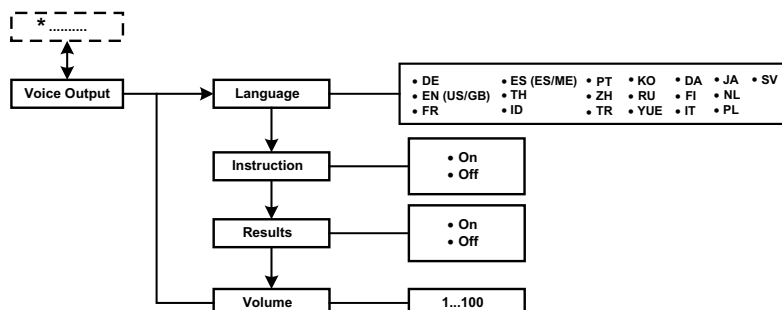 * ..........
Voice Output
Language
• DE • ES (ES/ME) • PT • KO • DA • JA • SV
• EN (US/GB) • TH • ZH • RU • FI • NL
• FR • ID • TR • YUE • IT • PL
Instruction
• On
• Off
Results
• On
• Off
Volume
1...100